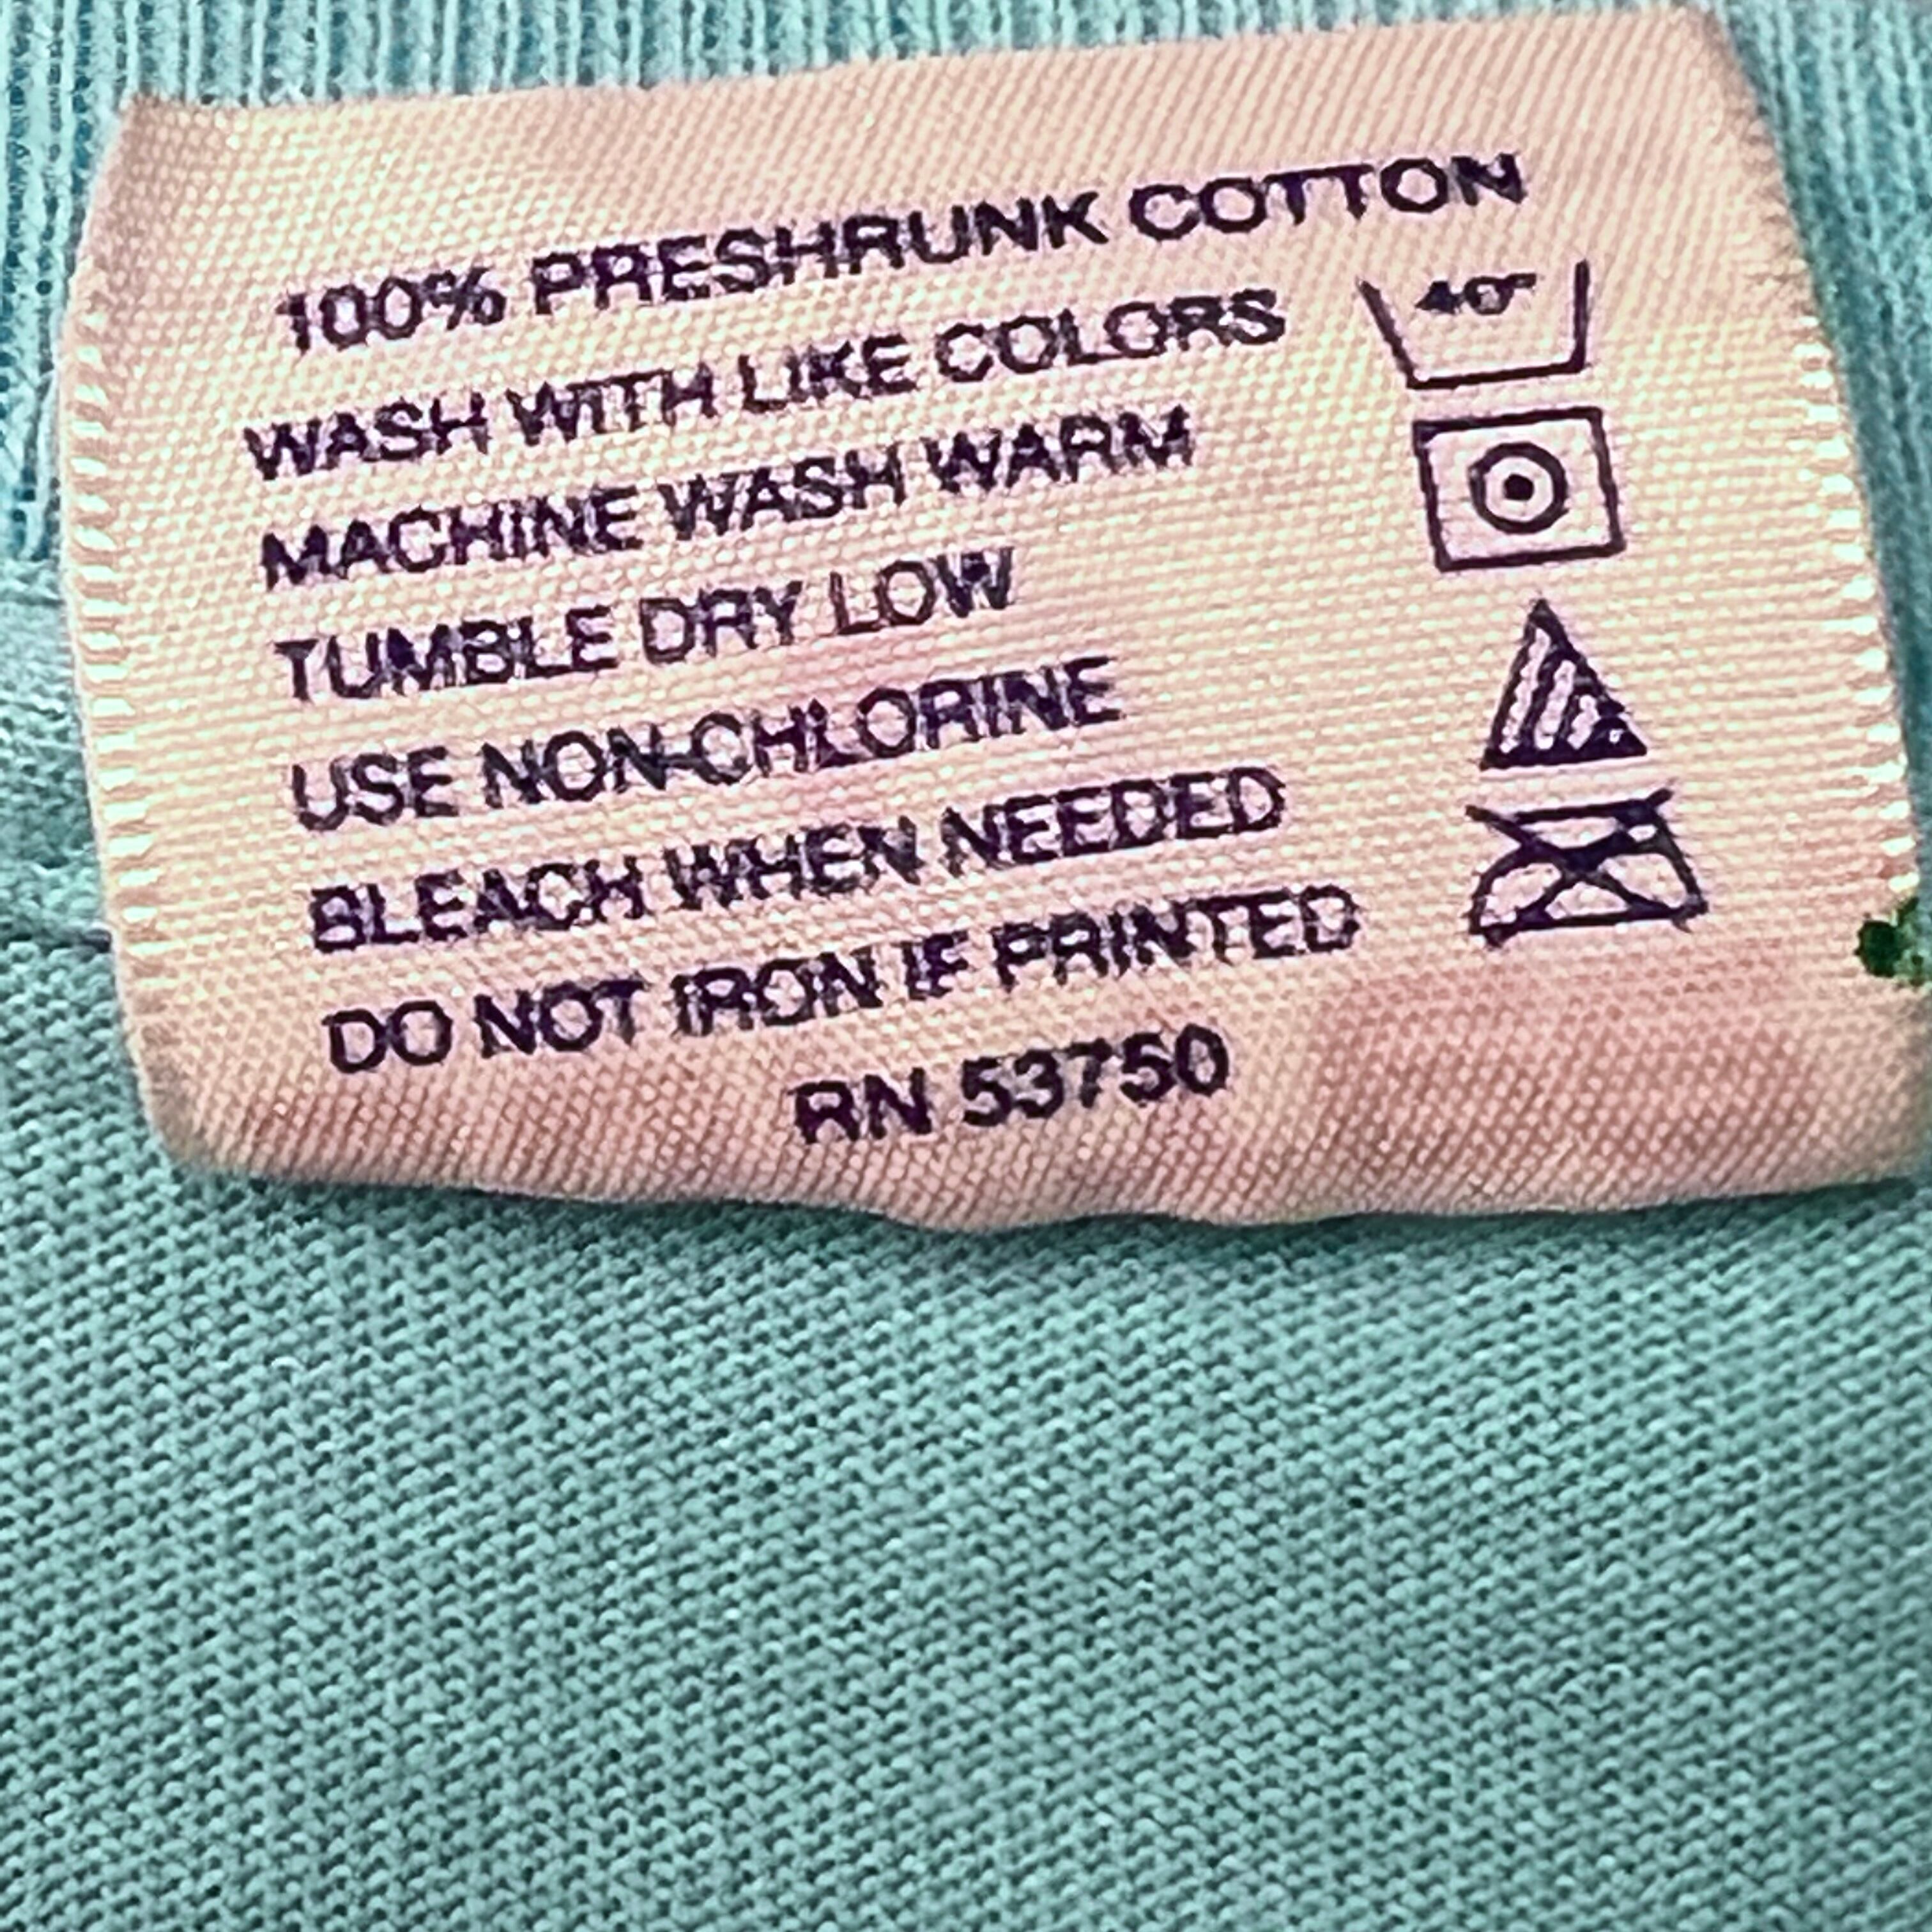 100% PRESHRUNK COTTON
WASH WITH LIKE COLORS
40°
MACHINE WASH WARM
TUMBLE DRY LOW
USE NON-CHLORINE
BLEACH WHEN NEEDED
DO NOT IRON IF PRINTED
RN 53750